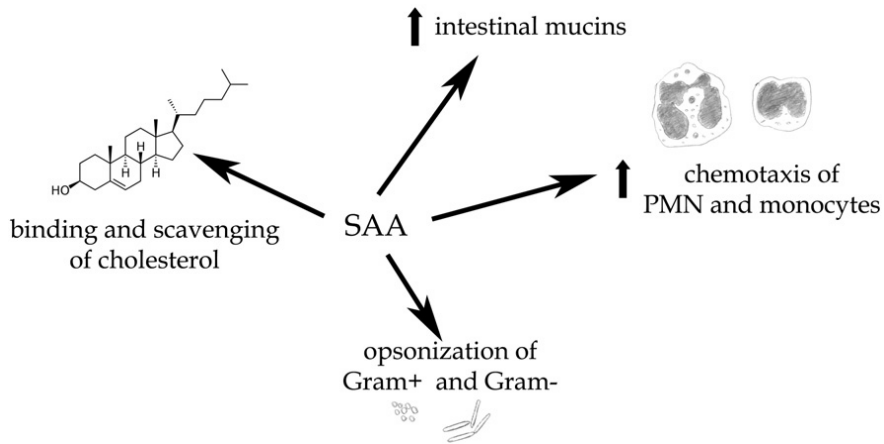 intestinal mucins
chemotaxis of
PMN and monocytes
HO
H
H
H
binding and scavenging
of cholesterol
SAA
opsonization of
Gram+ and Gram-